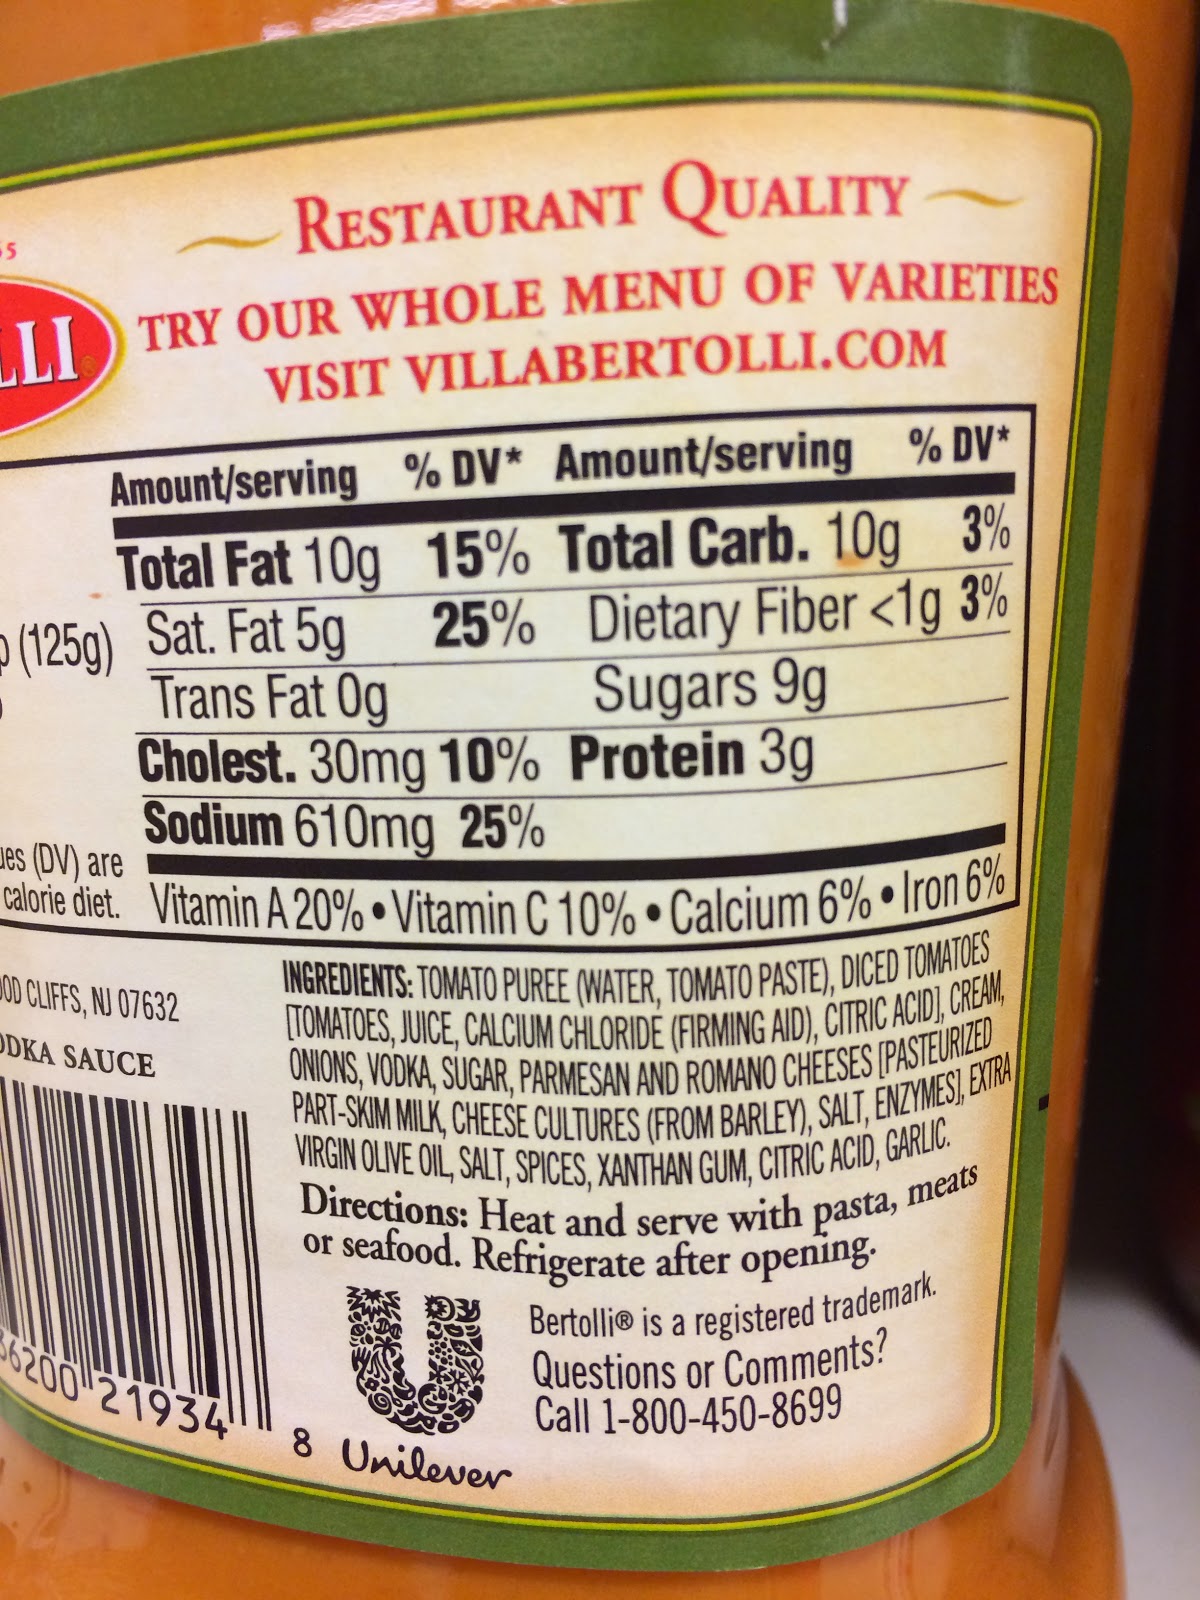 RESTAURANT QUALITY
TRY OUR WHOLE MENU OF VARIETIES
VISIT VILLABERTOLLI.COM
LLI®
Amount/serving % DV* Amount/serving % DV*
Total Fat 10g 15% Total Carb. 10g 3%
Sat. Fat 5g 25% Dietary Fiber <1g 3%
(125g)
Trans Fat 0g Sugars 9g
Cholest. 30mg 10% Protein 3g
Sodium 610mg 25%
(DV) are
calorie diet.
Vitamin A 20% • Vitamin C 10% • Calcium 6% • Iron 6%
CLIFFS, NJ 07632
SAUCE
INGREDIENTS: TOMATO PUREE (WATER, TOMATO PASTE), DICED TOMATOES
[TOMATOES, JUICE, CALCIUM CHLORIDE (FIRMING AID), CITRIC ACID], CREAM,
ONIONS, VODKA, SUGAR, PARMESAN AND ROMANO CHEESES [PASTEURIZED
PART-SKIM MILK, CHEESE CULTURES (FROM BARLEY), SALT, ENZYMES], EXTRA
VIRGIN OLIVE OIL, SALT, SPICES, XANTHAN GUM, CITRIC ACID, GARLIC.
Directions: Heat and serve with pasta, meats
or seafood. Refrigerate after opening.
Bertolli® is a registered trademark.
Questions or Comments?
Call 1-800-450-8699
36200 21934 8
Unilever